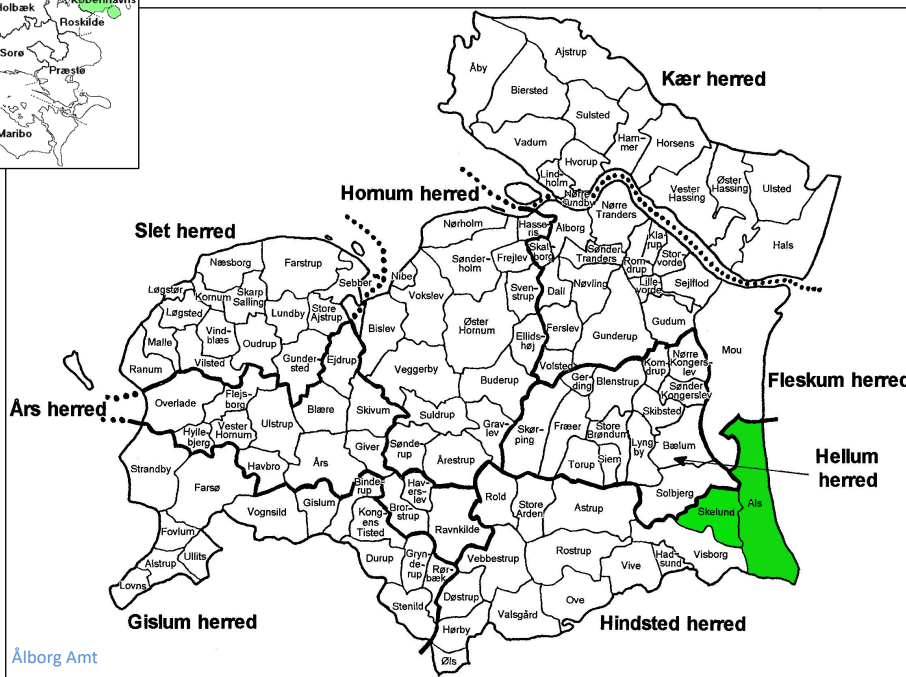 Københavns
Holbæk
Roskilde
Sorø
Præstø
Maribo
Kær herred
Åby
Ajstrup
Biersted
Sulsted
Vadum
Ham-
mer
Horsens
Hvorup
Lind-
holm
Nørre
sundby
Vester
Hassing
Øster
Hassing
Ulsted
Hals
Hornum herred
Nørholm
Hasse-
ris
Skal-
borg
Sønder-
holm
Frejlev
Nibe
Vokslev
Sven-
strup
Øster
Hornum
Bislev
Ellids-
høj
Veggerby
Buderup
Suldrup
Grav-
lev
Sønde-
rup
Årestrup
Hav-
ers-
lev
Bror-
strup
Ravnkilde
Slet herred
Næsborg
Farstrup
Sebber
Løgstør
Kornum
Skarp
Salling
Løgsted
Lundby
Store
Ajstrup
Vind-
blæs
Oudrup
Malle
Vilsted
Gunder-
sted
Ranum
Ejdrup
Års herred
Overlade
Flejs-
borg
Hylle-
bjerg
Vester
Hornum
Ulstrup
Blære
Skivum
Giver
Havbro
Års
Gislum herred
Strandby
Farsø
Vognsild
Gislum
Binde-
rup
Kong-
ens
Tisted
Fovlum
Ullits
Alstrup
Lovns
Durup
Gryn-
de-
rup
Rør-
bæk
Stenild
Fleskum herred
Ålborg
Nørre
Tranders
Sønder
Tranders
Kla-
rup
Stor-
vorde
Rom-
drup
Lille-
vorde
Sejlflod
Dall
Nøvling
Ferslev
Gunderup
Gudum
Volsted
Mou
Hellum
herred
Skør-
ping
Ger-
ding
Blenstrup
Kom-
drup
Nørre
Kongers-
lev
Sønder
Kongerslev
Skibsted
Fræer
Store
Brøndum
Lyng-
by
Bælum
Torup
Siem
Solbjerg
Hindsted herred
Rold
Store
Arden
Astrup
Skelund
Als
Vebbestrup
Rostrup
Vive
Had-
sund
Visborg
Døstrup
Valsgård
Ove
Hørby
Øls
Ålborg Amt